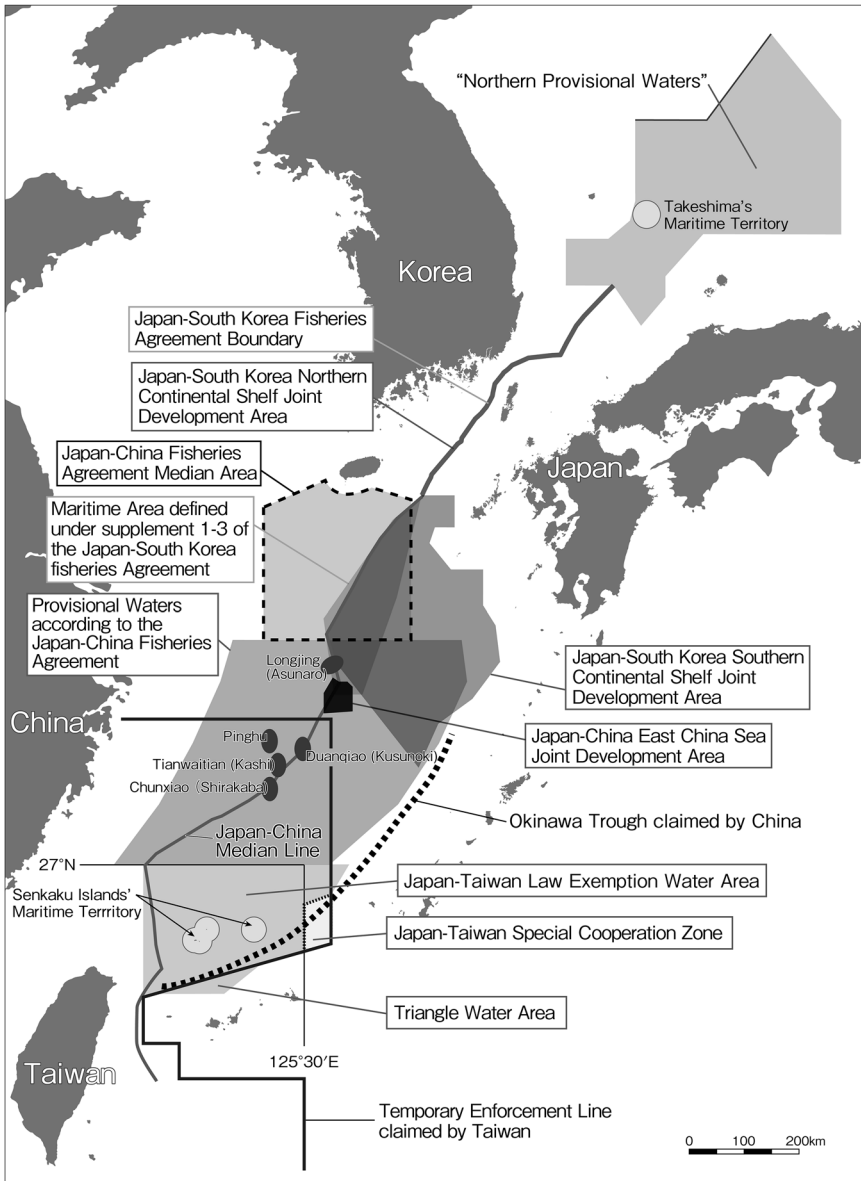 “Northern Provisional Waters”
Takeshima's
Maritime Territory
Korea
Japan-South Korea Fisheries
Agreement Boundary
Japan-South Korea Northern
Continental Shelf Joint
Development Area
Japan-China Fisheries
Agreement Median Area
Japan
Maritime Area defined
under supplement 1-3 of
the Japan-South Korea
fisheries Agreement
Provisional Waters
according to the
Japan-China Fisheries
Agreement
Longjing
(Asunaro)
Japan-South Korea Southern
Continental Shelf Joint
Development Area
China
Pinghu
Duanqiao (Kusunoki)
Tianwaitian (Kashi)
Chunxiao (Shirakaba)
Japan-China East China Sea
Joint Development Area
Okinawa Trough claimed by China
Japan-China
Median Line
27°N
Japan-Taiwan Law Exemption Water Area
Senkaku Islands'
Maritime Terrritory
Japan-Taiwan Special Cooperation Zone
Triangle Water Area
125°30′E
Taiwan
Temporary Enforcement Line
claimed by Taiwan
0 100 200km